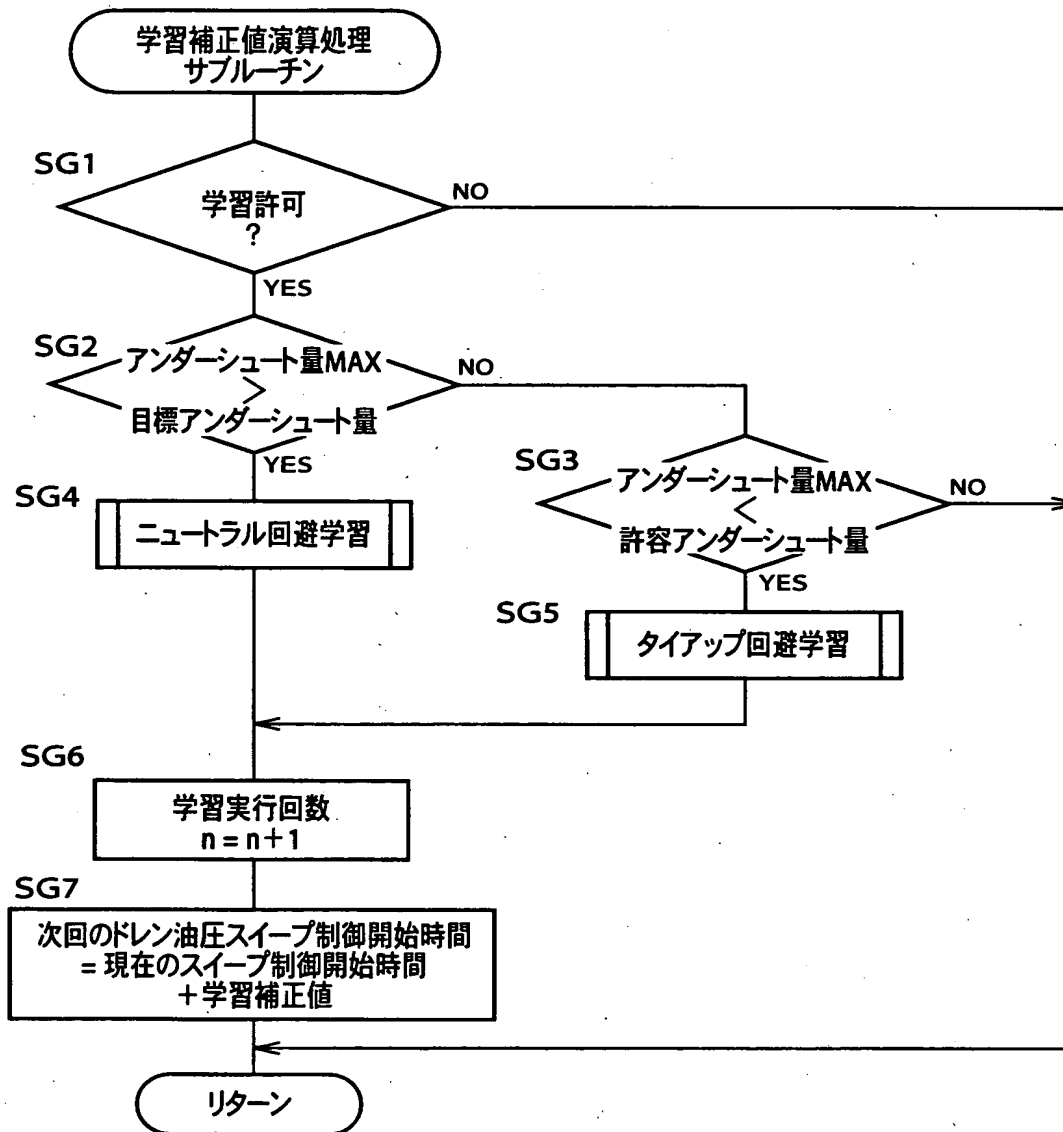 学習補正値演算処理
サブルーチン
SG1
学習許可
?
NO
YES
SG2
アンダーシュート量MAX
>
目標アンダーシュート量
NO
YES
SG3
アンダーシュート量MAX
<
許容アンダーシュート量
NO
YES
SG4
ニュートラル回避学習
SG5
タイアップ回避学習
SG6
学習実行回数
n=n+1
SG7
次回のドレン油圧スイープ制御開始時間
=現在のスイープ制御開始時間
+学習補正値
リターン